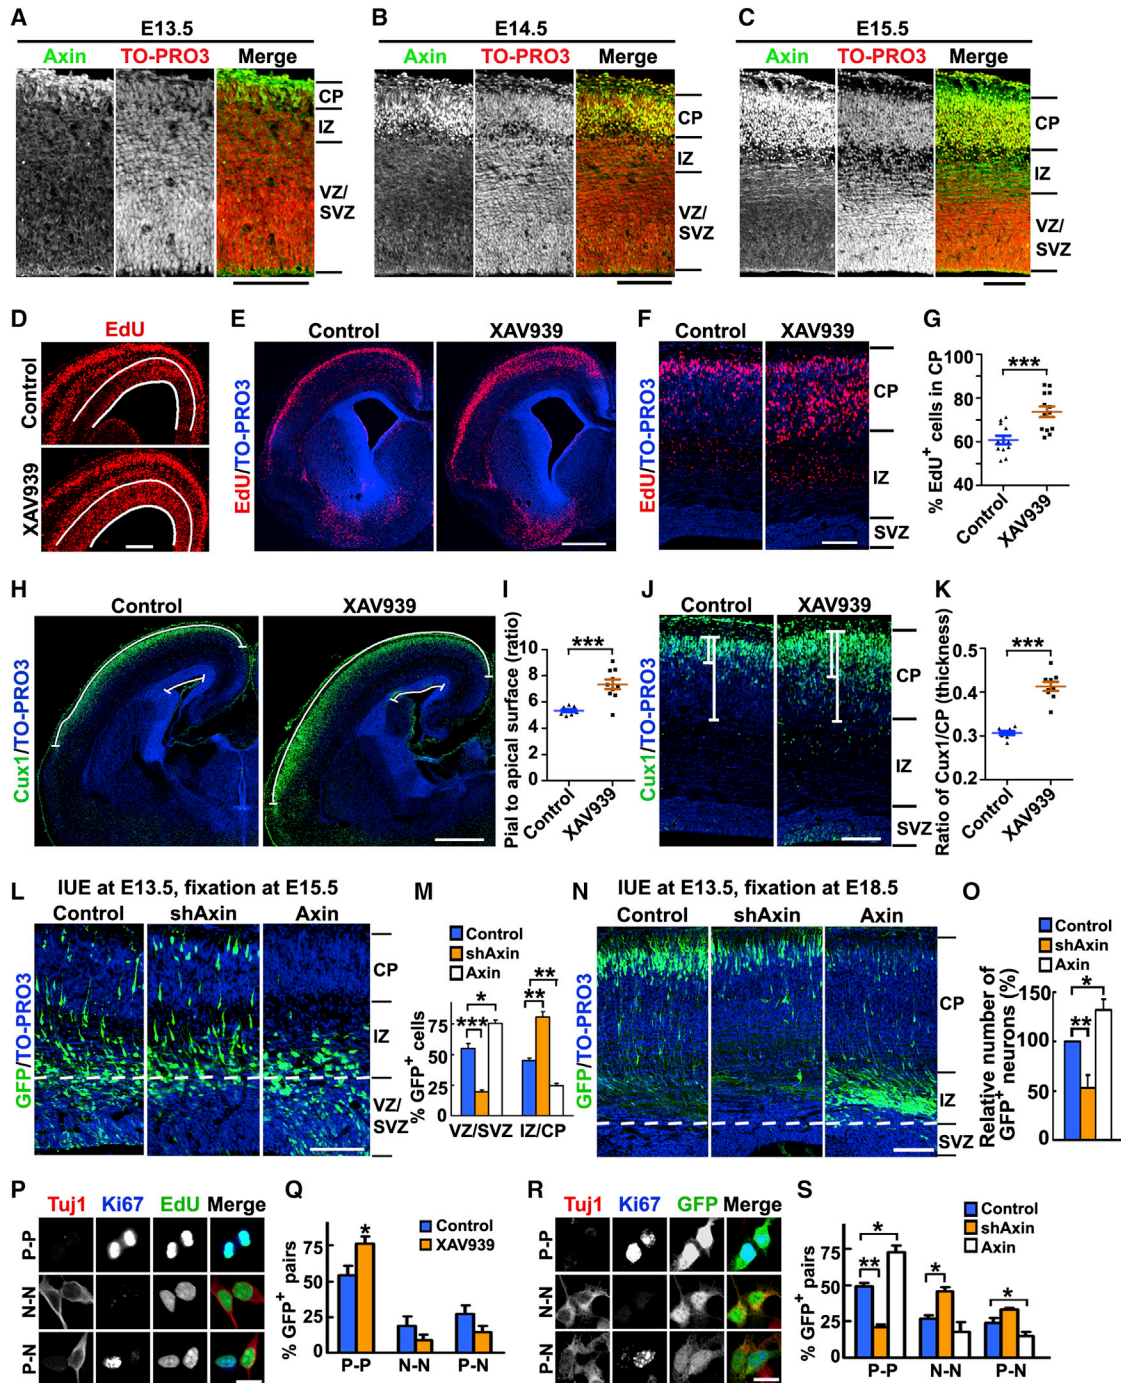 A
E13.5
Axin TO-PRO3 Merge
CP
IZ
VZ/
SVZ
B
E14.5
Axin TO-PRO3 Merge
CP
IZ
VZ/
SVZ
C
E15.5
Axin TO-PRO3 Merge
CP
IZ
VZ/
SVZ
D
EdU
Control
XAV939
E
Control XAV939
EdU/TO-PRO3
F
Control XAV939
EdU/TO-PRO3
CP
IZ
SVZ
G
% EdU+ cells in CP
100
80
60
40
***
Control
XAV939
H
Control XAV939
Cux1/TO-PRO3
I
Pial to apical surface (ratio)
10
8
6
4
2
0
***
Control
XAV939
J
Control XAV939
Cux1/TO-PRO3
CP
IZ
SVZ
K
Ratio of Cux1/CP (thickness)
0.5
0.4
0.3
0.2
***
Control
XAV939
L
IUE at E13.5, fixation at E15.5
Control shAxin Axin
GFP/TO-PRO3
CP
IZ
VZ/
SVZ
M
Control
shAxin
Axin
% GFP+ cells
75
50
25
0
*
***
**
**
VZ/SVZ IZ/CP
N
IUE at E13.5, fixation at E18.5
Control shAxin Axin
GFP/TO-PRO3
CP
IZ
SVZ
O
Control
shAxin
Axin
Relative number of
GFP+ neurons (%)
150
100
50
0
*
**
P
Tuj1 Ki67 EdU Merge
P-P
N-N
P-N
Q
Control
XAV939
% GFP+ pairs
75
50
25
0
*
P-P N-N P-N
R
Tuj1 Ki67 GFP Merge
P-P
N-N
P-N
S
Control
shAxin
Axin
% GFP+ pairs
75
50
25
0
*
**
*
*
P-P N-N P-N